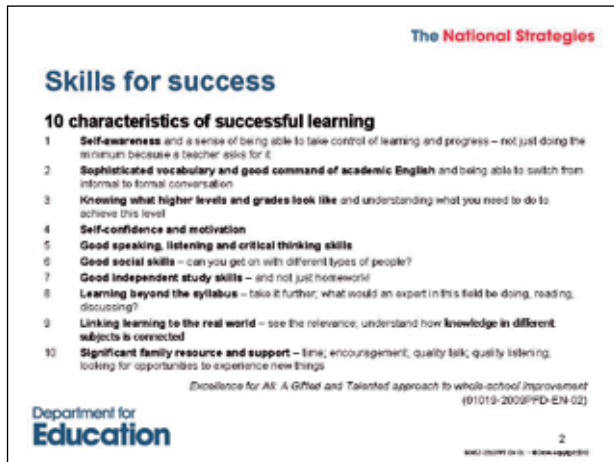 The National Strategies
Skills for success
10 characteristics of successful learning
1 Self-awareness and a sense of being able to take control of learning and progress – not just doing the
minimum because a teacher asks for it
2 Sophisticated vocabulary and good command of academic English and being able to switch from
informal to formal conversation
3 Knowing what higher levels and grades look like and understanding what you need to do to
achieve this level
4 Self-confidence and motivation
5 Good speaking, listening and critical thinking skills
6 Good social skills – can you get on with different types of people?
7 Good independent study skills – and not just homework!
8 Learning beyond the syllabus – take it further; what would an expert in this field be doing, reading,
discussing?
9 Linking learning to the real world – see the relevance; understand how knowledge in different
subjects is connected
10 Significant family resource and support – time; encouragement; quality talk; quality listening;
looking for opportunities to experience new things
Excellence for All: A Gifted and Talented approach to whole-school improvement
(01019-2009PFD-EN-02)
Department for
Education
2